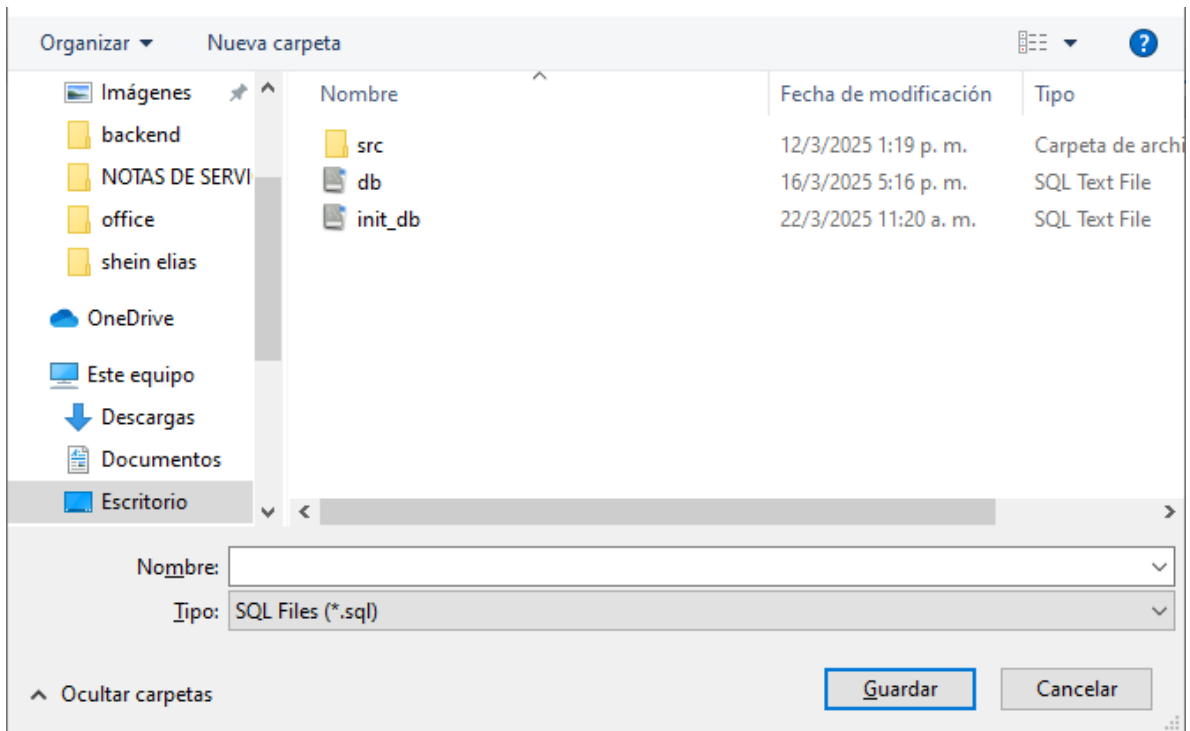 Organizar Nueva carpeta ?
Imágenes
backend
NOTAS DE SERVI
office
shein elias
OneDrive
Este equipo
Descargas
Documentos
Escritorio
Nombre Fecha de modificación Tipo
src 12/3/2025 1:19 p. m. Carpeta de archi
db 16/3/2025 5:16 p. m. SQL Text File
init_db 22/3/2025 11:20 a. m. SQL Text File
Nombre:
Tipo: SQL Files (*.sql)
Ocultar carpetas Guardar Cancelar